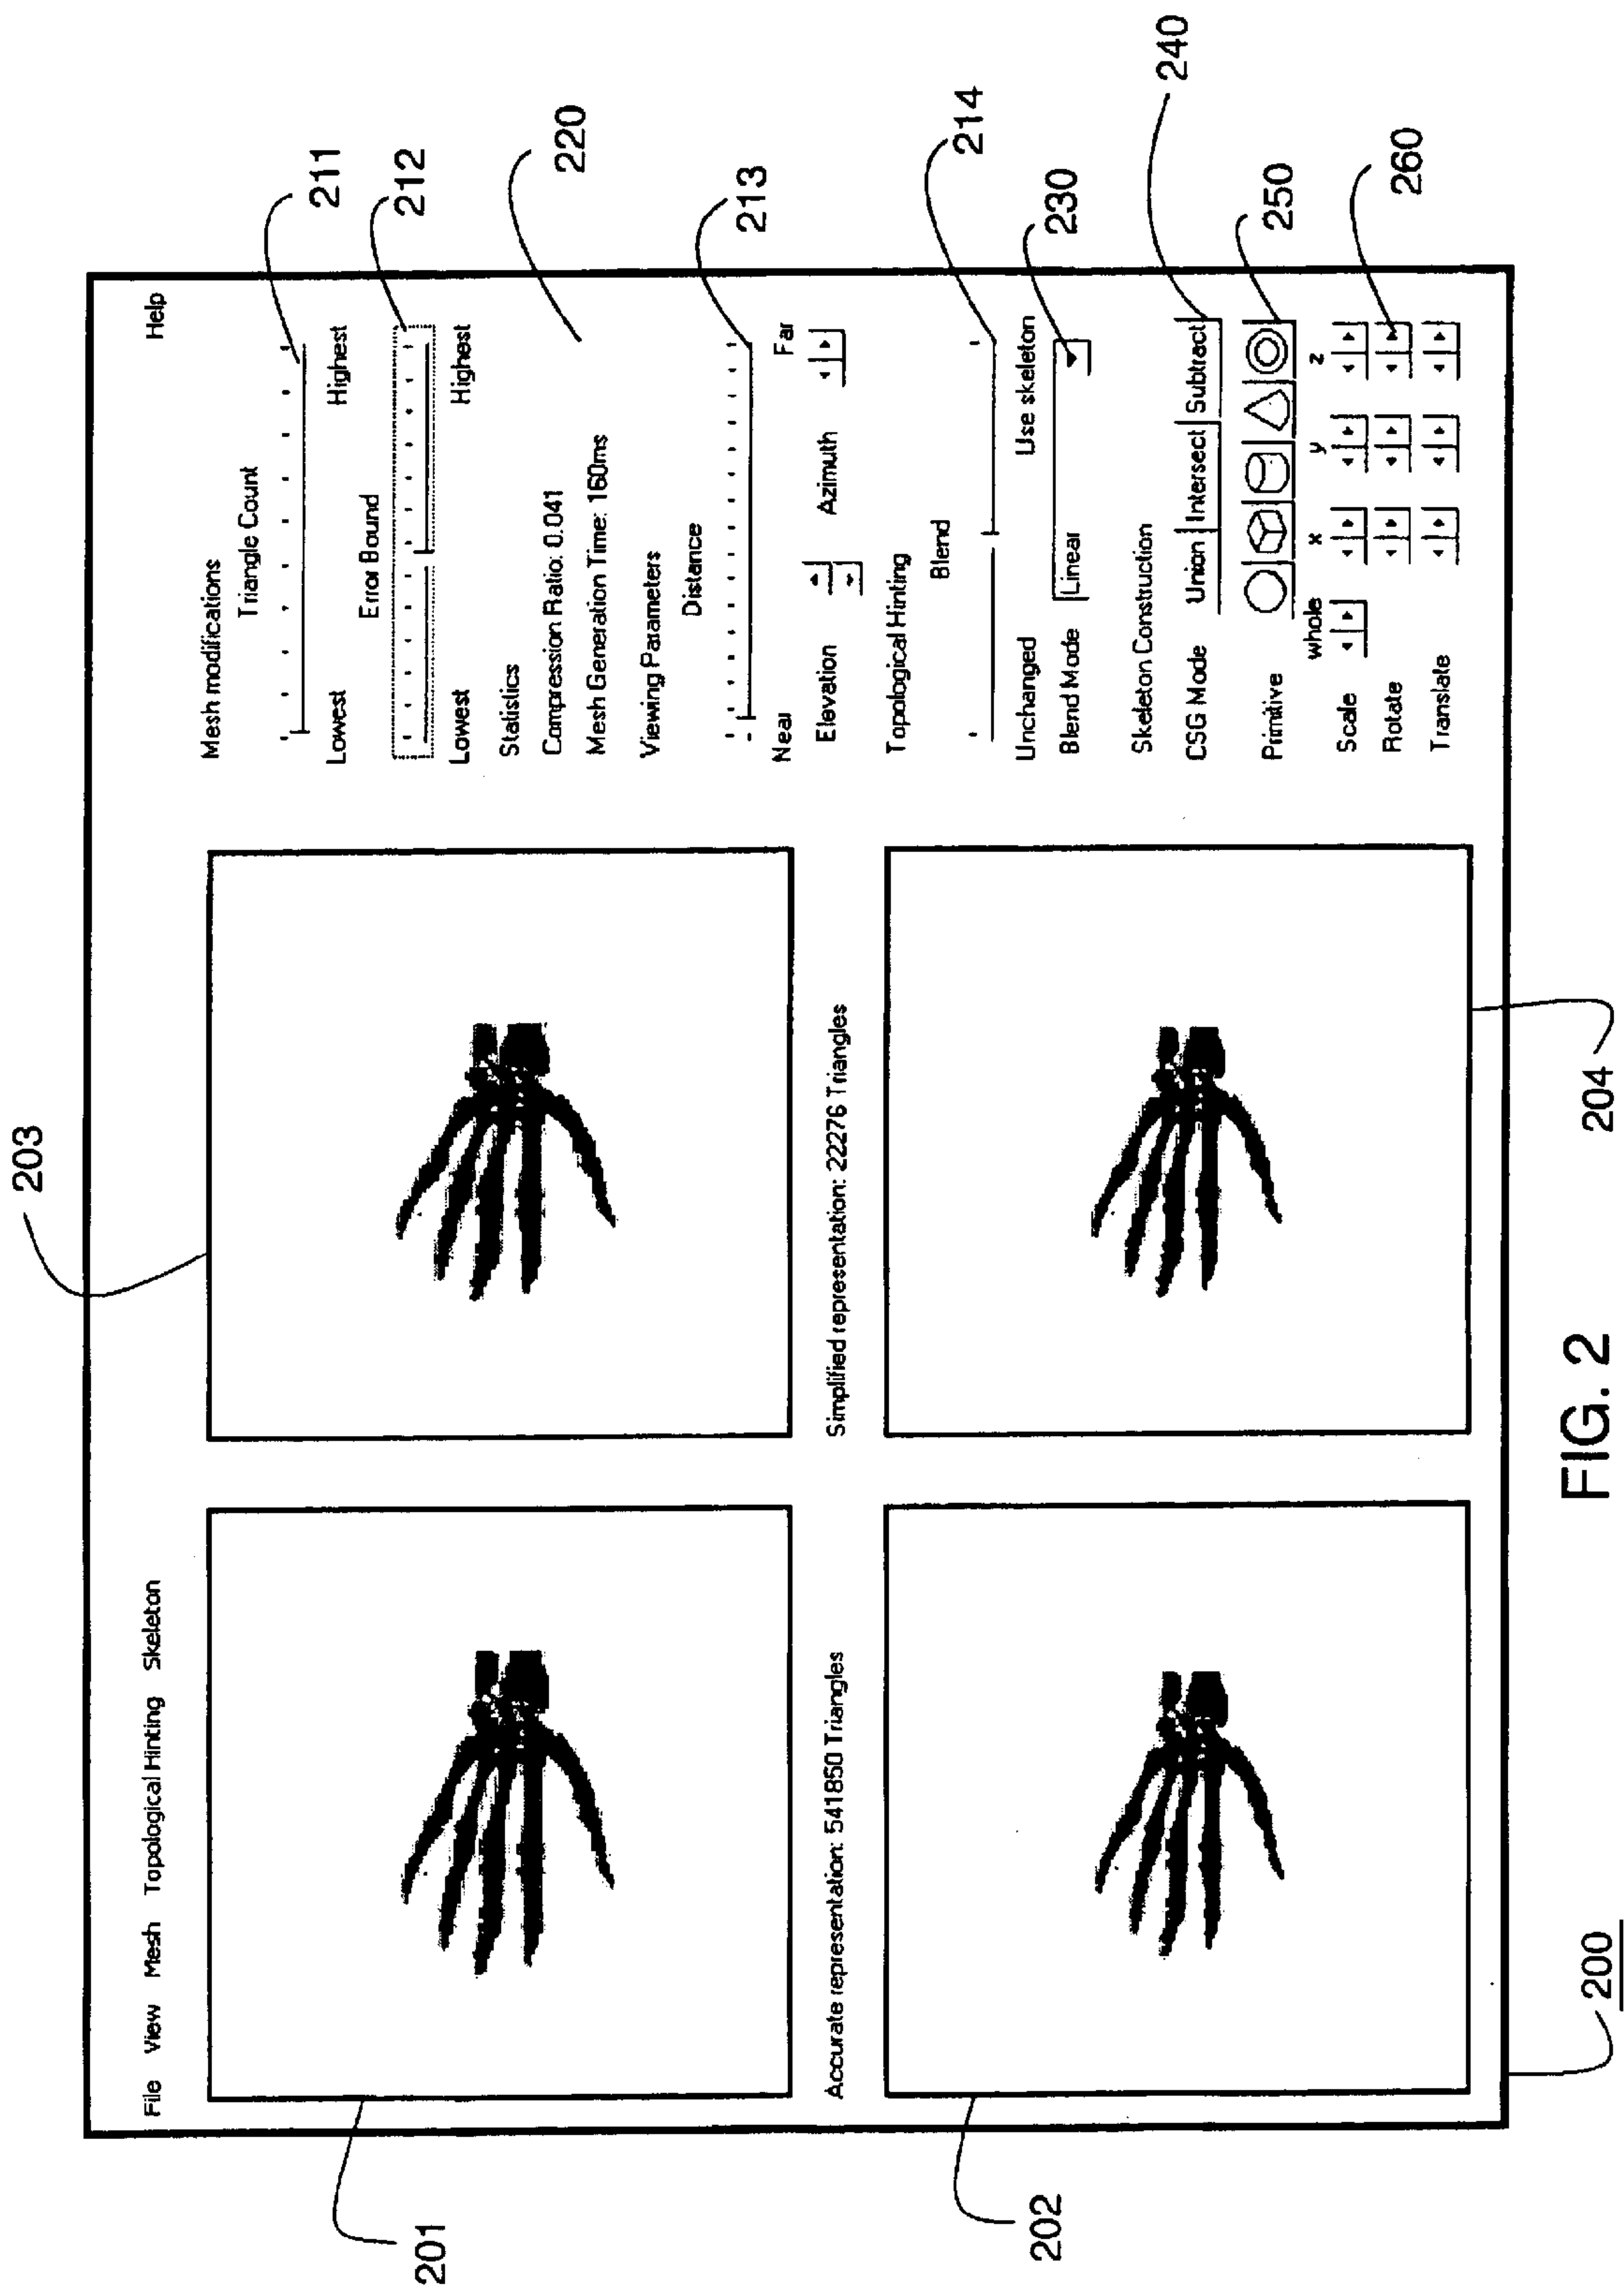 203
File View Mesh Topological Hinting Skeleton Help
Mesh modifications
Triangle Count
211
Lowest Highest
Error Bound
212
Lowest Highest
Statistics
Compression Ratio: 0.041
220
Mesh Generation Time: 160ms
Viewing Parameters
Distance
213
Near Far
Elevation Azimuth
Topological Hinting
Blend
214
Unchanged Use skeleton
Blend Mode Linear
230
Skeleton Construction
CSG Mode Union Intersect Subtract
240
Primitive
250
whole x y z
Scale
Rotate
260
Translate
201
Accurate representation: 541850 Triangles
Simplified representation: 22276 Triangles
202
204
200
FIG. 2